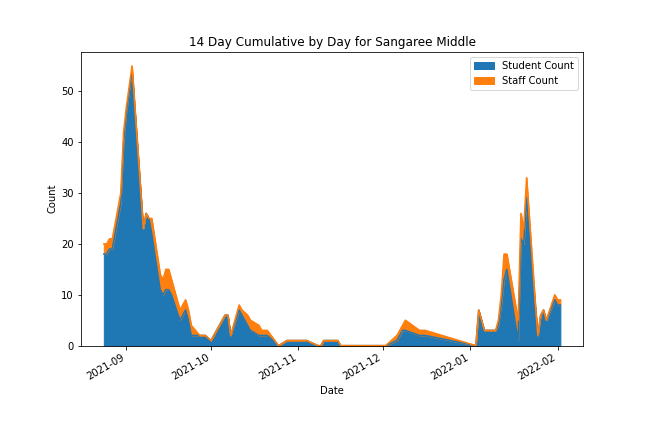 14 Day Cumulative by Day for Sangaree Middle
Student Count
Staff Count
Count
50
40
30
20
10
0
2021-09
2021-10
2021-11
2021-12
2022-01
2022-02
Date